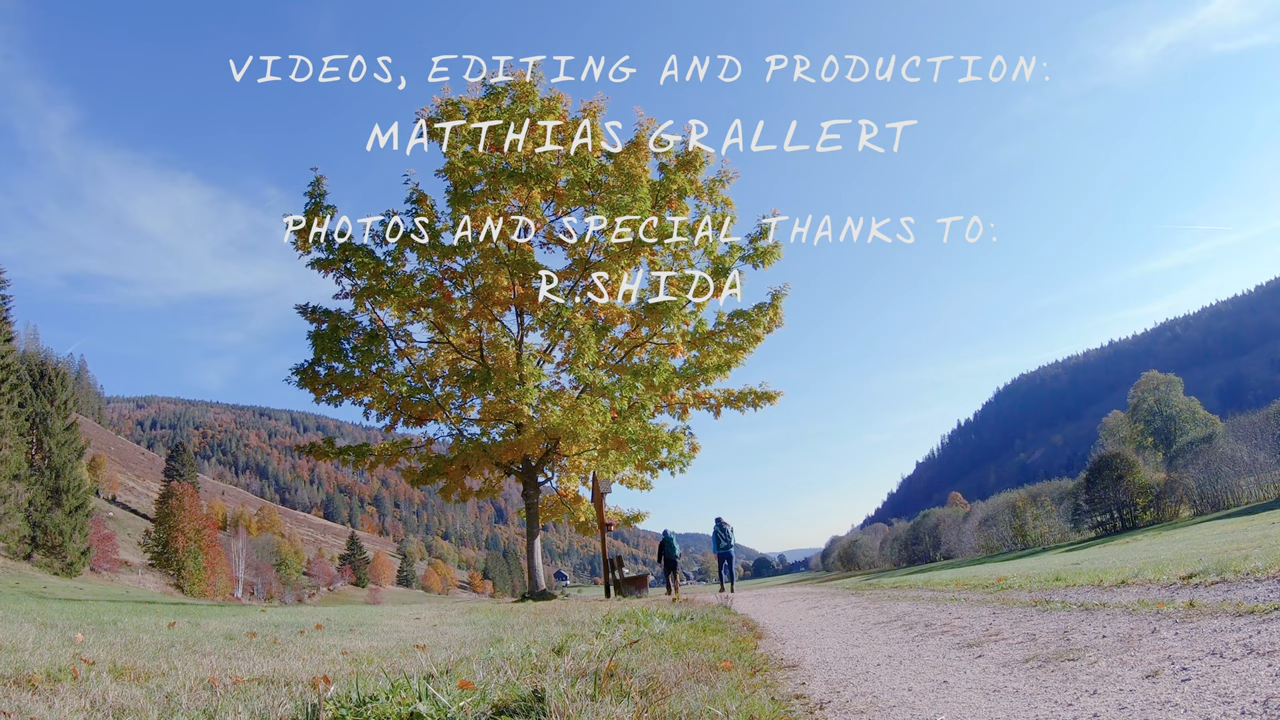 VIDEOS, EDITING AND PRODUCTION:
MATTHIAS GRALLERT
PHOTOS AND SPECIAL THANKS TO:
R.SHIDA